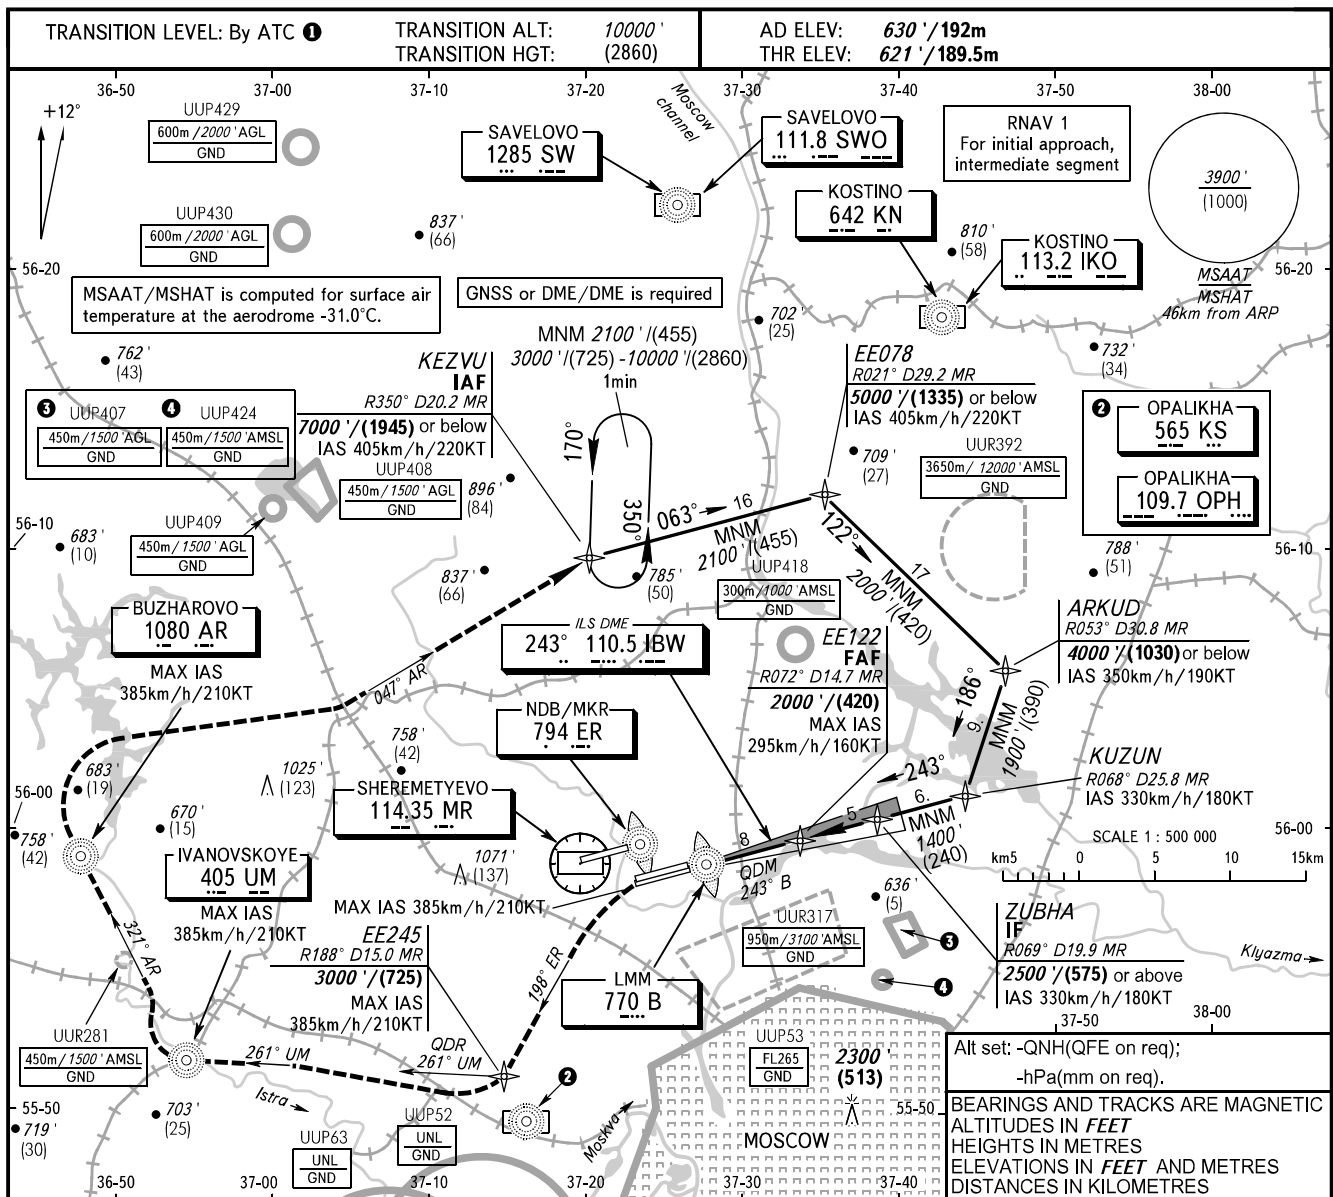 TRANSITION LEVEL: By ATC ❶
TRANSITION ALT: 10000'
TRANSITION HGT: (2860)
AD ELEV: 630'/192m
THR ELEV: 621'/189.5m
36-50
37-00
37-10
37-20
37-30
37-40
37-50
38-00
+12°
UUP429
600m/2000'AGL
GND
UUP430
600m/2000'AGL
GND
837'
(66)
SAVELOVO
1285 SW
Moscow
channel
SAVELOVO
111.8 SWO
RNAV 1
For initial approach,
intermediate segment
3900'
(1000)
KOSTINO
642 KN
810'
(58)
KOSTINO
113.2 IKO
MSAAT
MSHAT
46km from ARP
56-20
56-20
MSAAT/MSHAT is computed for surface air
temperature at the aerodrome -31.0°C.
GNSS or DME/DME is required
702'
(25)
732'
(34)
762'
(43)
MNM 2100'/(455)
3000'/(725) -10000'/(2860)
1min
KEZVU
IAF
R350° D20.2 MR
7000'/(1945) or below
IAS 405km/h/220KT
EE078
R021° D29.2 MR
5000'/(1335) or below
IAS 405km/h/220KT
❸ UUP407
450m/1500'AGL
GND
❹ UUP424
450m/1500'AMSL
GND
❷ OPALIKHA
565 KS
OPALIKHA
109.7 OPH
170°
350°
709'
(27)
UUR392
3650m/12000'AMSL
GND
UUP408
450m/1500'AGL
GND
896'
(84)
UUP409
450m/1500'AGL
GND
56-10
683'
(10)
063°
16
MNM
2100'/(455)
122°
17
MNM
2000'/(420)
56-10
788'
(51)
837'
(66)
785'
(50)
UUP418
300m/1000'AMSL
GND
BUZHAROVO
1080 AR
MAX IAS
385km/h/210KT
047° AR
ILS DME
243° 110.5 IBW
EE122
FAF
R072° D14.7 MR
2000'/(420)
MAX IAS
295km/h/160KT
ARKUD
R053° D30.8 MR
4000'/(1030) or below
IAS 350km/h/190KT
186°
9.
MNM
1900'/(390)
NDB/MKR
794 ER
758'
(42)
1025'
(123)
683'
(19)
KUZUN
R068° D25.8 MR
IAS 330km/h/180KT
243°
6.
5
8
MNM
1400'
(240)
56-00
56-00
758'
(42)
670'
(15)
SHEREMETYEVO
114.35 MR
SCALE 1 : 500 000
km5 0 5 10 15km
IVANOVSKOYE
405 UM
MAX IAS
385km/h/210KT
1071'
(137)
QDM
243° B
MAX IAS 385km/h/210KT
636'
(5)
❸
❹
UUR317
950m/3100'AMSL
GND
ZUBHA
IF
R069° D19.9 MR
2500'/(575) or above
IAS 330km/h/180KT
Klyazma
321° AR
EE245
R188° D15.0 MR
3000'/(725)
MAX IAS
385km/h/210KT
198° ER
LMM
770 B
UUR281
450m/1500'AMSL
GND
261° UM
QDR
261° UM
❷
UUP53
FL265
GND
2300'
(513)
37-50
38-00
Istra
55-50
703'
(25)
719'
(30)
UUP63
UNL
GND
UUP52
UNL
GND
Moskva
MOSCOW
55-50
Alt set: -QNH(QFE on req);
-hPa(mm on req).
BEARINGS AND TRACKS ARE MAGNETIC
ALTITUDES IN FEET
HEIGHTS IN METRES
ELEVATIONS IN FEET AND METRES
DISTANCES IN KILOMETRES
36-50
37-00
37-10
37-20
37-30
37-40